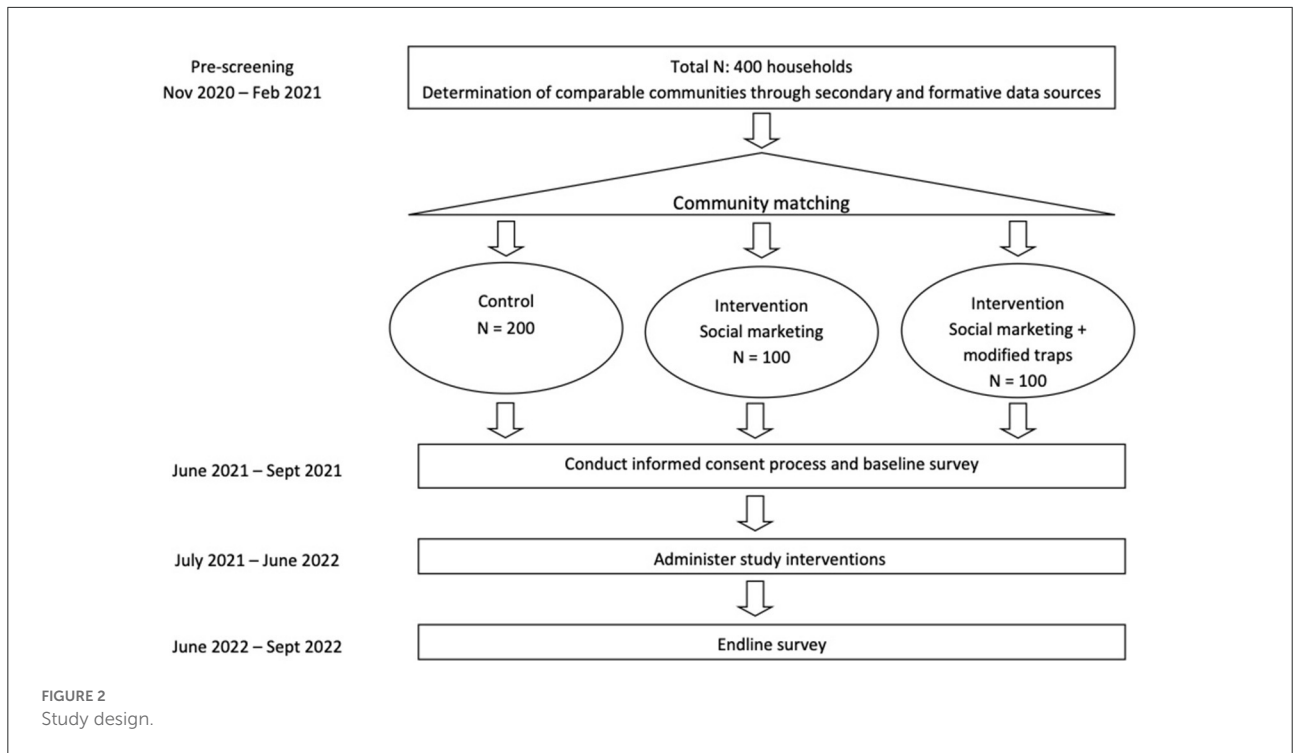 Pre-screening
Nov 2020 – Feb 2021
Total N: 400 households
Determination of comparable communities through secondary and formative data sources
Community matching
Control
N = 200
Intervention
Social marketing
N = 100
Intervention
Social marketing +
modified traps
N = 100
June 2021 – Sept 2021
Conduct informed consent process and baseline survey
July 2021 – June 2022
Administer study interventions
June 2022 – Sept 2022
Endline survey
FIGURE 2
Study design.